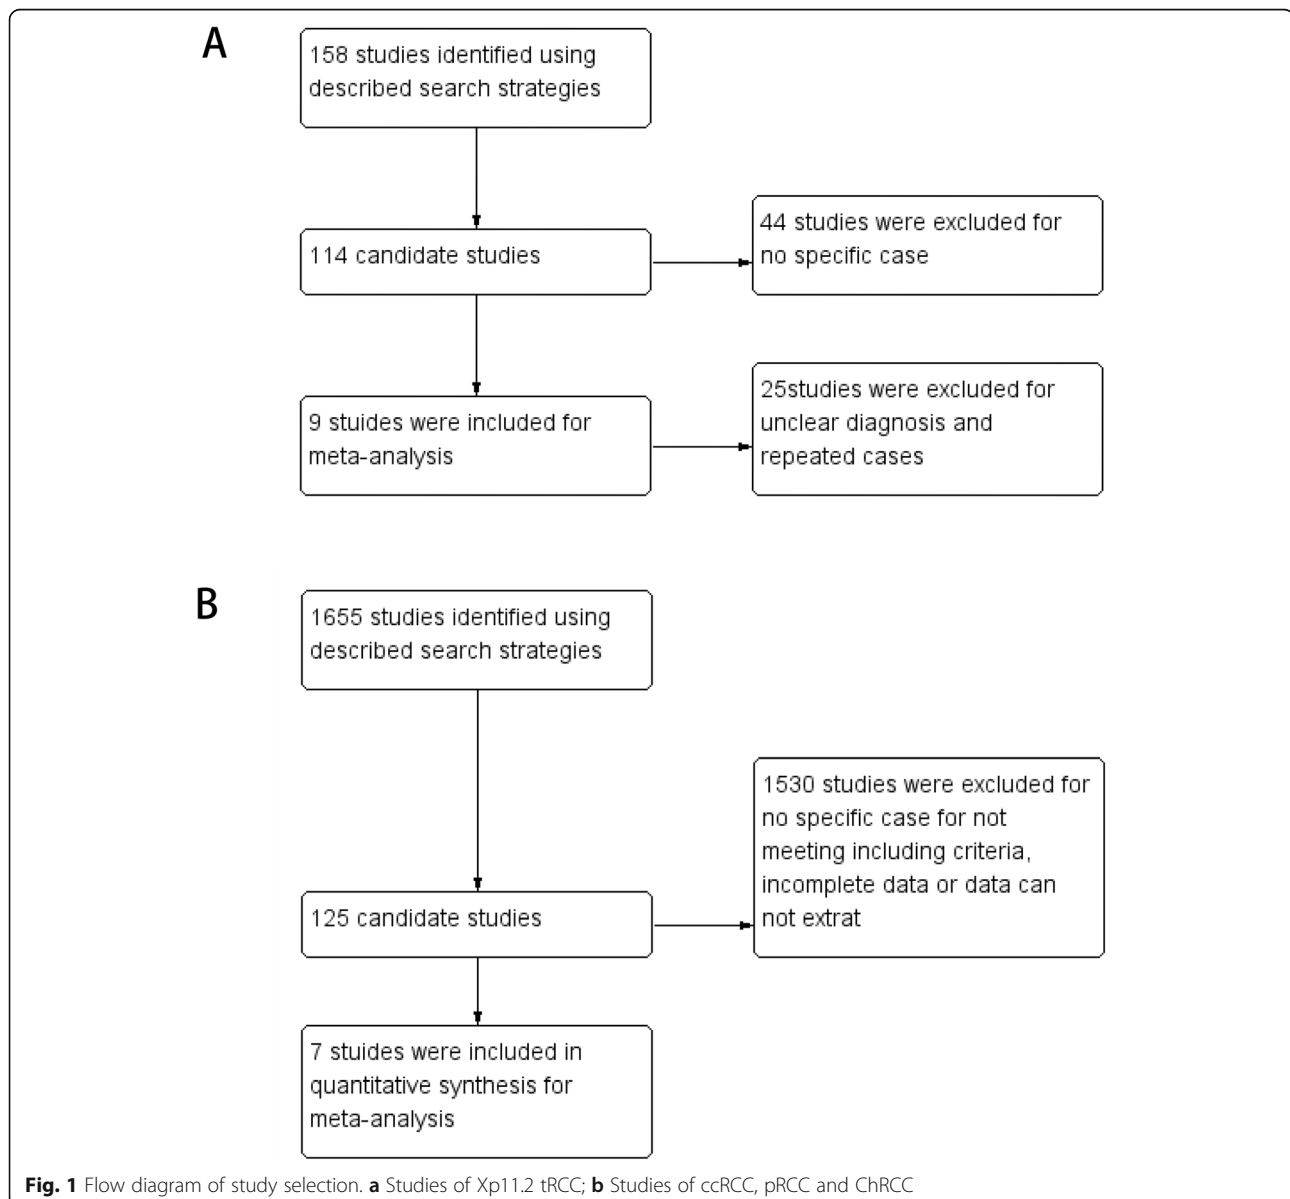 A
158 studies identified using
described search strategies
114 candidate studies
44 studies were excluded for
no specific case
9 stuides were included for
meta-analysis
25studies were excluded for
unclear diagnosis and
repeated cases
B
1655 studies identified using
described search strategies
125 candidate studies
1530 studies were excluded for
no specific case for not
meeting including criteria,
incomplete data or data can
not extrat
7 stuides were included in
quantitative synthesis for
meta-analysis
Fig. 1 Flow diagram of study selection. a Studies of Xp11.2 tRCC; b Studies of ccRCC, pRCC and ChRCC